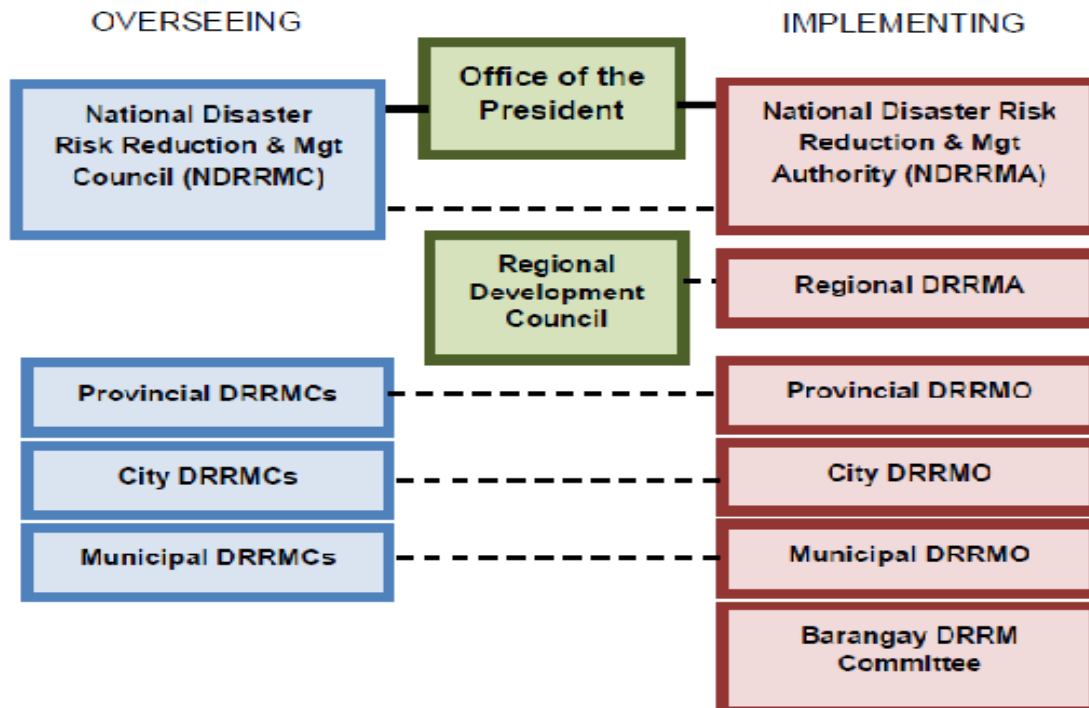 OVERSEEING
IMPLEMENTING
Office of the
President
National Disaster
Risk Reduction & Mgt
Council (NDRRMC)
National Disaster Risk
Reduction & Mgt
Authority (NDRRMA)
Regional
Development
Council
Regional DRRMA
Provincial DRRMCs
Provincial DRRMO
City DRRMCs
City DRRMO
Municipal DRRMCs
Municipal DRRMO
Barangay DRRM
Committee